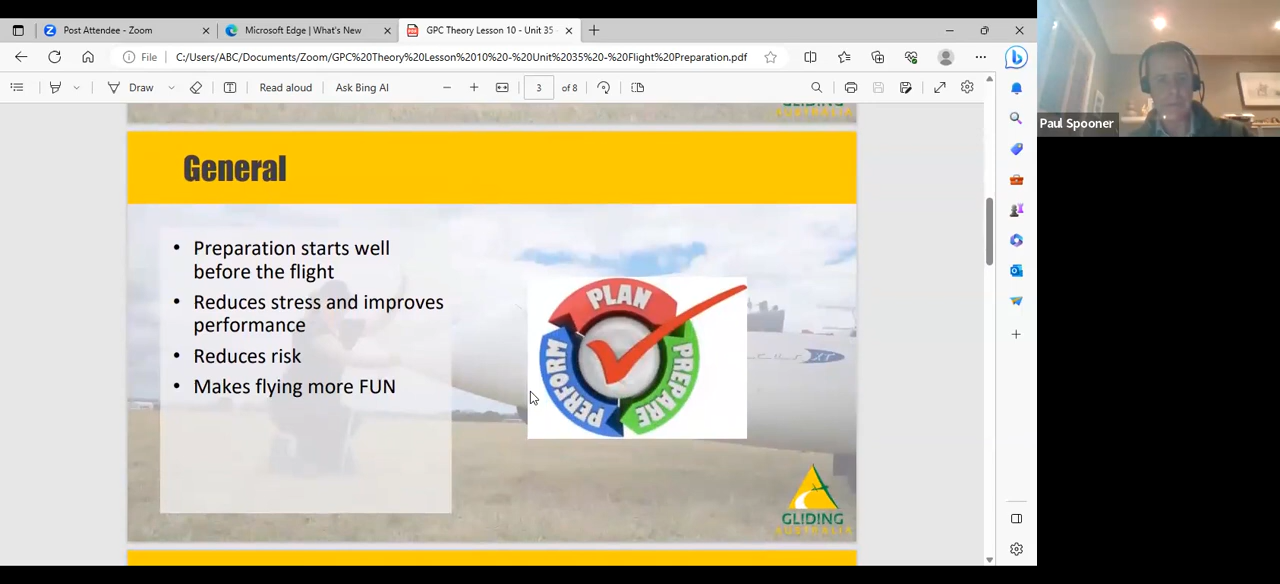 Post Attendee - Zoom
Microsoft Edge | What's New
GPC Theory Lesson 10 - Unit 35 -
File
C:/Users/ABC/Documents/Zoom/GPC%20Theory%20Lesson%2010%20-%20Unit%2035%20-%20Flight%20Preparation.pdf
Draw
Read aloud
Ask Bing AI
3
of 8
GLIDING
General
Preparation starts well
before the flight
Reduces stress and improves
performance
Reduces risk
Makes flying more FUN
PLAN
PREPARE
PERFORM
XT
GLIDING
AUSTRALIA
Paul Spooner